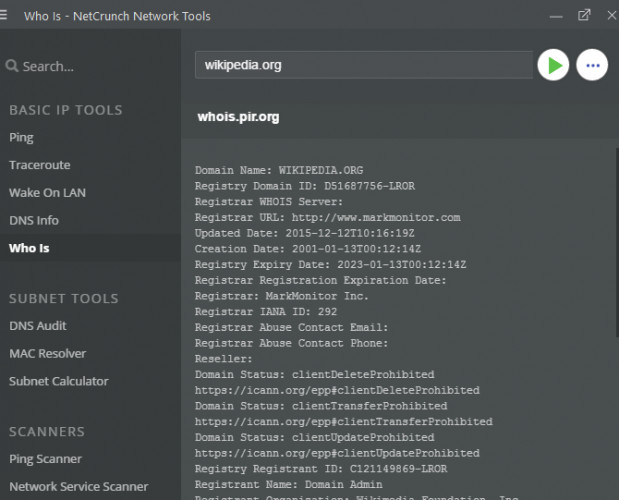 Who Is - NetCrunch Network Tools
Search...
BASIC IP TOOLS
Ping
Traceroute
Wake On LAN
DNS Info
Who Is
SUBNET TOOLS
DNS Audit
MAC Resolver
Subnet Calculator
SCANNERS
Ping Scanner
Network Service Scanner
wikipedia.org
whois.pir.org
Domain Name: WIKIPEDIA.ORG
Registry Domain ID: D51687756-LROR
Registrar WHOIS Server:
Registrar URL: http://www.markmonitor.com
Updated Date: 2015-12-12T10:16:19Z
Creation Date: 2001-01-13T00:12:14Z
Registry Expiry Date: 2023-01-13T00:12:14Z
Registrar Registration Expiration Date:
Registrar: MarkMonitor Inc.
Registrar IANA ID: 292
Registrar Abuse Contact Email:
Registrar Abuse Contact Phone:
Reseller:
Domain Status: clientDeleteProhibited
https://icann.org/epp#clientDeleteProhibited
Domain Status: clientTransferProhibited
https://icann.org/epp#clientTransferProhibited
Domain Status: clientUpdateProhibited
https://icann.org/epp#clientUpdateProhibited
Registry Registrant ID: C121149869-LROR
Registrant Name: Domain Admin
Registrant Organization: Wikimedia Foundation, Inc.